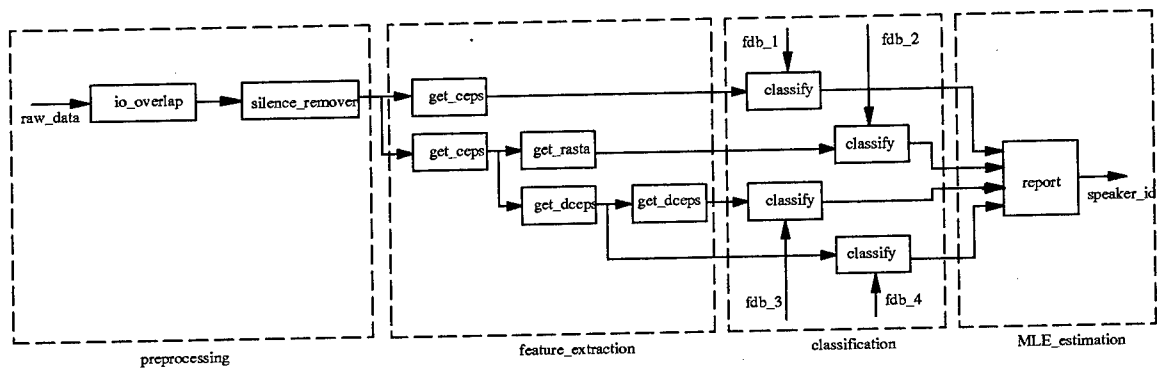 fdb_1
fdb_2
raw_data
io_overlap
silence_remover
get_ceps
classify
get_ceps
get_rasta
classify
get_dceps
get_dceps
classify
classify
report
speaker_id
fdb_3
fdb_4
preprocessing
feature_extraction
classification
MLE_estimation